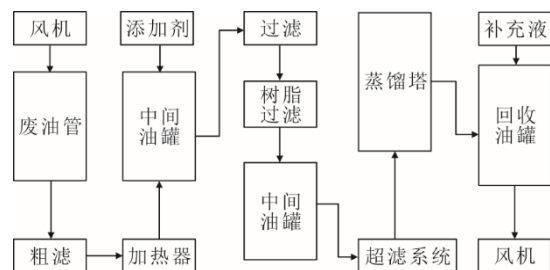 风机
添加剂
过滤
补充液
废油管
中间
油罐
树脂
过滤
蒸馏塔
回收
油罐
中间
油罐
粗滤
加热器
超滤系统
风机